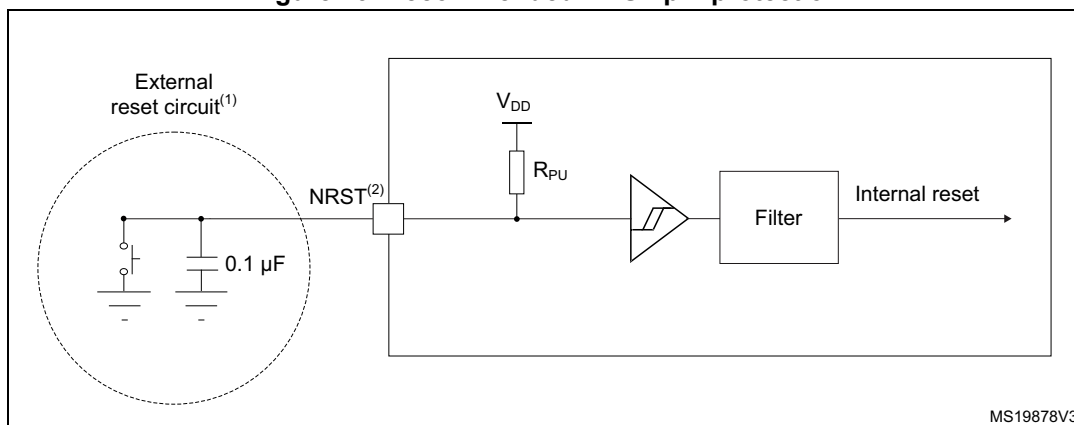 External
reset circuit(1)
VDD
RPU
NRST(2)
Internal reset
Filter
0.1 µF
MS19878V3